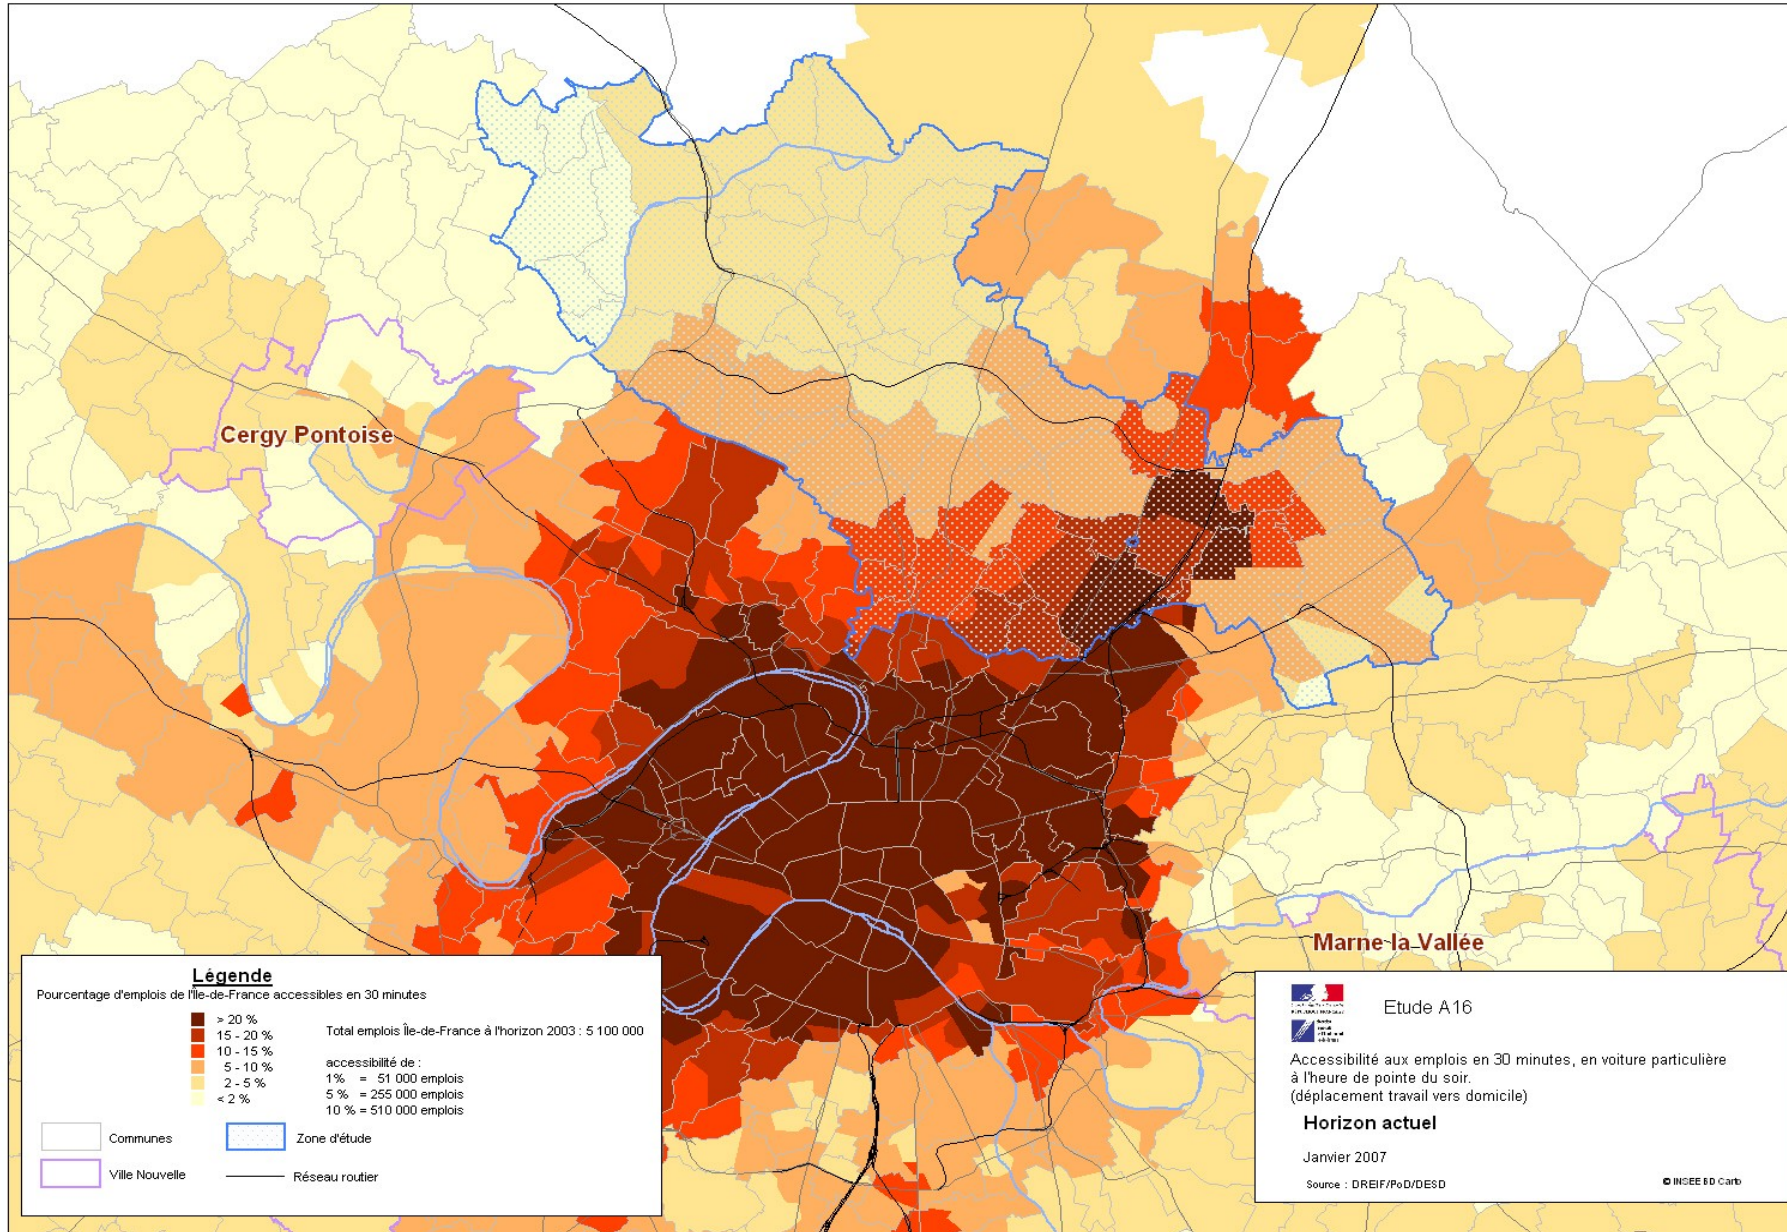 Cergy Pontoise
Marne la Vallée
Légende
Pourcentage d'emplois de l'Ile-de-France accessibles en 30 minutes
> 20 %
15 - 20 %
10 - 15 %
5 - 10 %
2 - 5 %
< 2 %
Total emplois Île-de-France à l'horizon 2003 : 5 100 000
accessibilité de :
1% = 51 000 emplois
5 % = 255 000 emplois
10 % = 510 000 emplois
Communes
Zone d'étude
Ville Nouvelle
Réseau routier
Etude A16
Accessibilité aux emplois en 30 minutes, en voiture particulière
à l'heure de pointe du soir.
(déplacement travail vers domicile)
Horizon actuel
Janvier 2007
Source : DREIF/PoD/DESD
© INSEE BD Carto